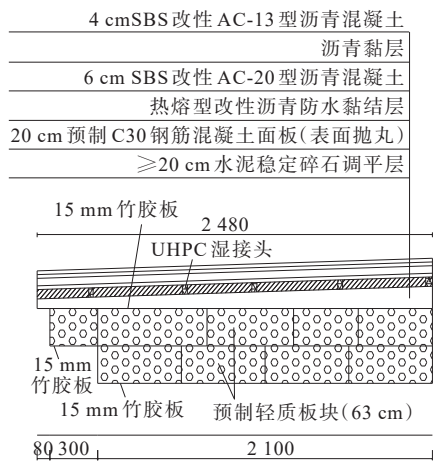 4 cmSBS改性AC-13型沥青混凝土
沥青黏层
6 cm SBS改性AC-20型沥青混凝土
热熔型改性沥青防水黏结层
20 cm预制C30钢筋混凝土面板(表面抛丸)
≥20 cm水泥稳定碎石调平层
15 mm竹胶板
2 480
UHPC湿接头
15 mm
竹胶板
15 mm竹胶板
预制轻质板块(63 cm)
80 300 2 100